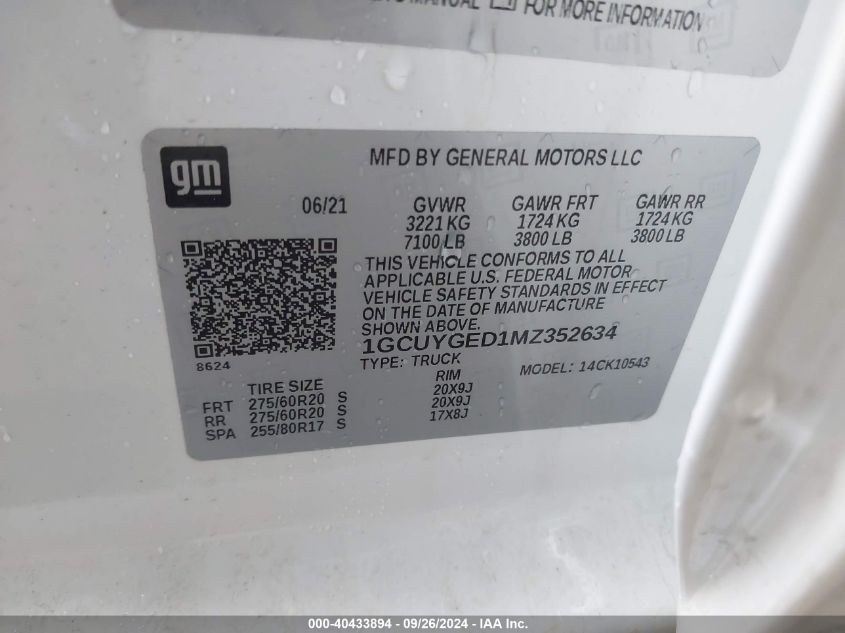 MANUAL FOR MORE INFORMATION
gm
MFD BY GENERAL MOTORS LLC
06/21
GVWR GAWR FRT GAWR RR
3221 KG 1724 KG 1724 KG
7100 LB 3800 LB 3800 LB
THIS VEHICLE CONFORMS TO ALL
APPLICABLE U.S. FEDERAL MOTOR
VEHICLE SAFETY STANDARDS IN EFFECT
ON THE DATE OF MANUFACTURE
SHOWN ABOVE.
1GCUYGED1MZ352634
TYPE: TRUCK MODEL: 14CK10543
8624
TIRE SIZE RIM
FRT 275/60R20 S 20X9J
RR 275/60R20 S 20X9J
SPA 255/80R17 S 17X8J
000-40433894 - 09/26/2024 - IAA Inc.